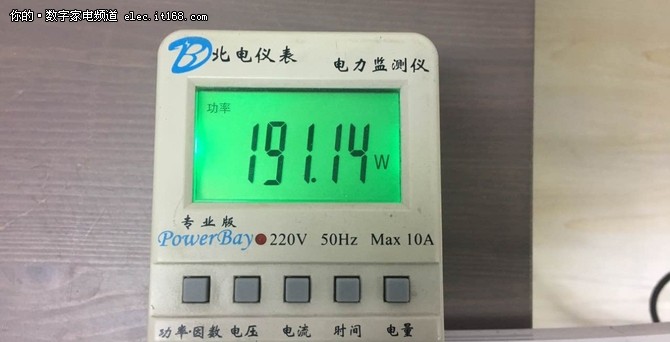 你的·数字家电频道 elec.it168.com
北电仪表
电力监测仪
功率
191.14 W
专业版
PowerBay 220V 50Hz Max 10A
功率·因数 电压 电流 时间 电量